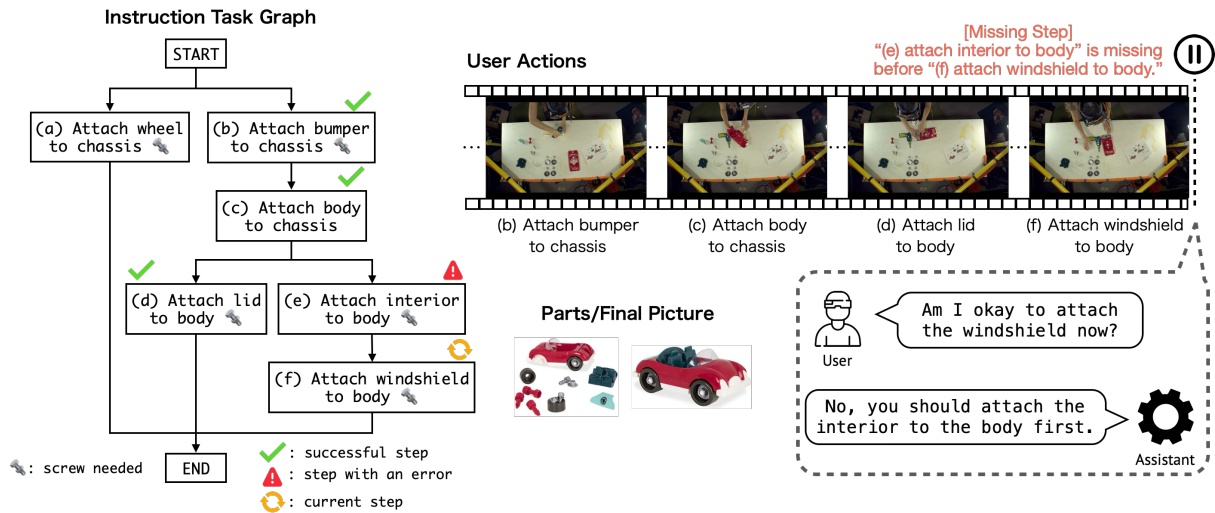 Instruction Task Graph
START
(a) Attach wheel
to chassis
(b) Attach bumper
to chassis
(c) Attach body
to chassis
(d) Attach lid
to body
(e) Attach interior
to body
(f) Attach windshield
to body
END
: screw needed
: successful step
: step with an error
: current step
User Actions
[Missing Step]
“(e) attach interior to body” is missing
before “(f) attach windshield to body.”
...
...
...
...
(b) Attach bumper
to chassis
(c) Attach body
to chassis
(d) Attach lid
to body
(f) Attach windshield
to body
Parts/Final Picture
Am I okay to attach
the windshield now?
User
No, you should attach the
interior to the body first.
Assistant